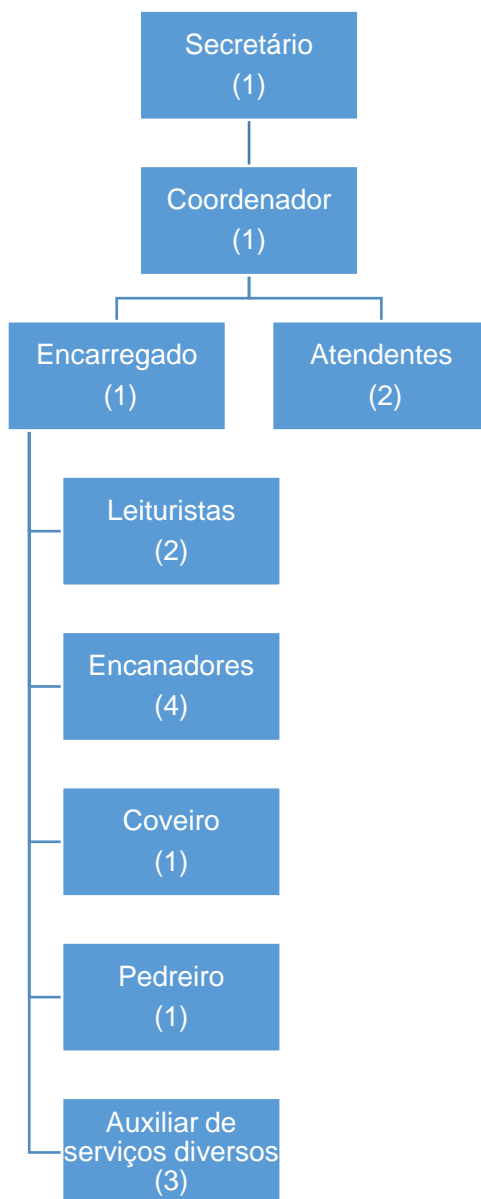 Secretário
(1)
Coordenador
(1)
Encarregado
(1)
Atendentes
(2)
Leituristas
(2)
Encanadores
(4)
Coveiro
(1)
Pedreiro
(1)
Auxiliar de
serviços diversos
(3)